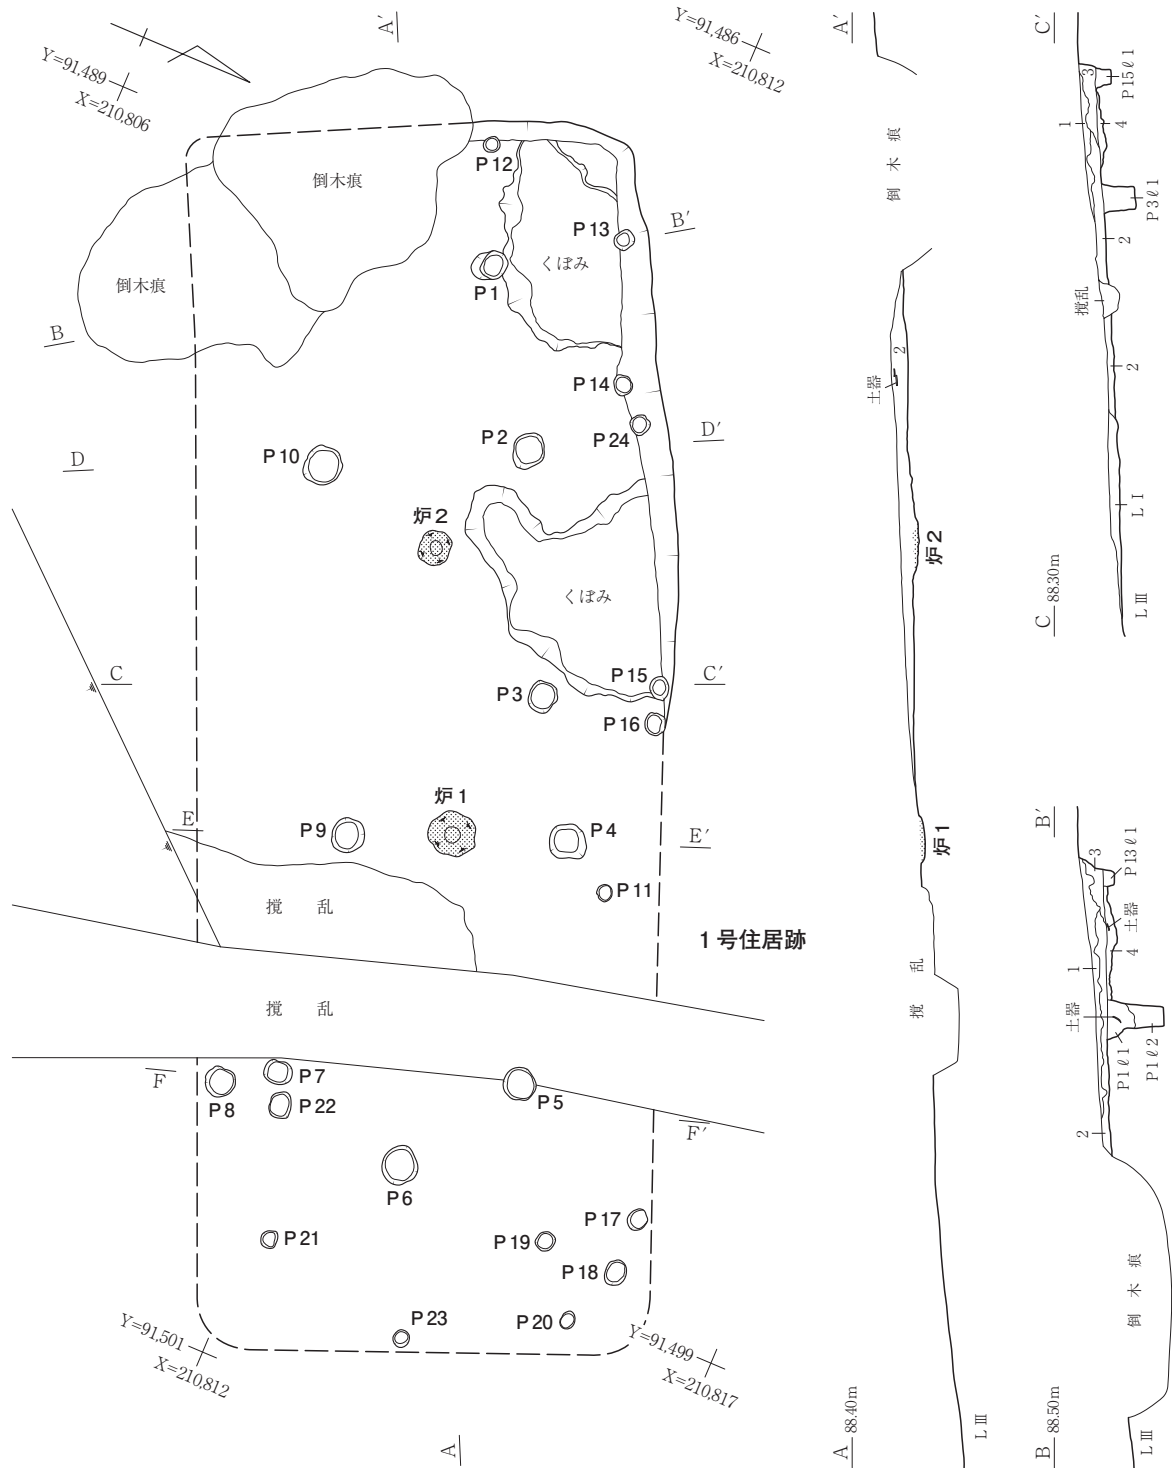 A′
Y=91,489
X=210,806
Y=91,486
X=210,812
倒木痕
倒木痕
P12
P13
B′
くぼみ
P1
B
P14
P24
D′
P2
P10
D
炉2
くぼみ
C
P15
C′
P3
P16
炉1
E
P9
P4
E′
P11
撹　乱
1号住居跡
撹　乱
F
P7
P8
P22
P5
F′
P6
P17
P21
P19
P18
P23
P20
Y=91,501
X=210,812
Y=91,499
X=210,817
A
A′
倒木痕
2
土器
炉2
炉1
撹　乱
A 88.40m
LⅢ
C′
3
P15ℓ1
1
4
P3ℓ1
2
撹乱
2
LⅠ
C 88.30m
LⅢ
B′
3
P13ℓ1
土器
4
1
土器
P1ℓ1
P1ℓ2
2
倒木痕
B 88.50m
LⅢ